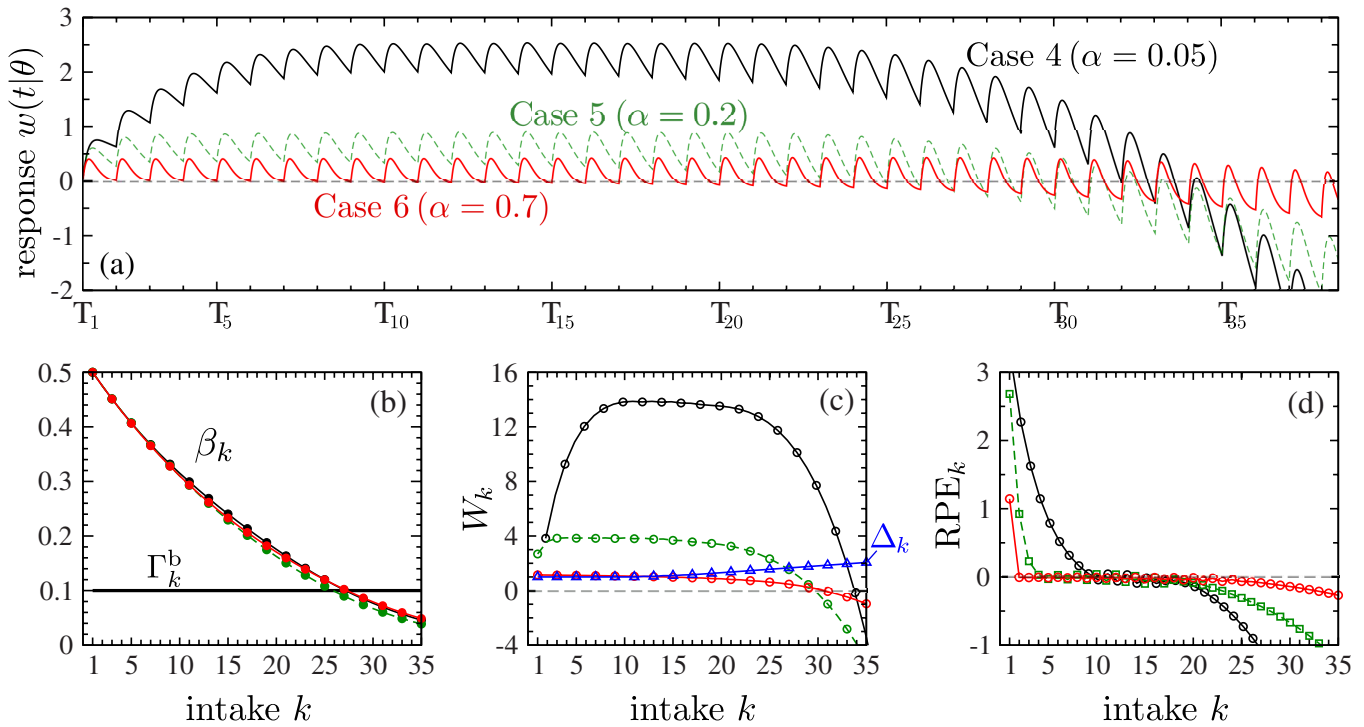 3
2
1
0
-1
-2
response w(t|θ)
Case 4 (α = 0.05)
Case 5 (α = 0.2)
Case 6 (α = 0.7)
(a)
T₁ T₅ T₁₀ T₁₅ T₂₀ T₂₅ T₃₀ T₃₅
0.5
0.4
0.3
0.2
0.1
0
(b)
βₖ
Γₖᵇ
1 5 10 15 21 25 31 35
intake k
16
12
8
4
0
-4
Wₖ
(c)
Δₖ
1 5 10 15 20 25 30 35
intake k
3
2
1
0
-1
RPEₖ
(d)
1 5 10 15 20 25 30 35
intake k